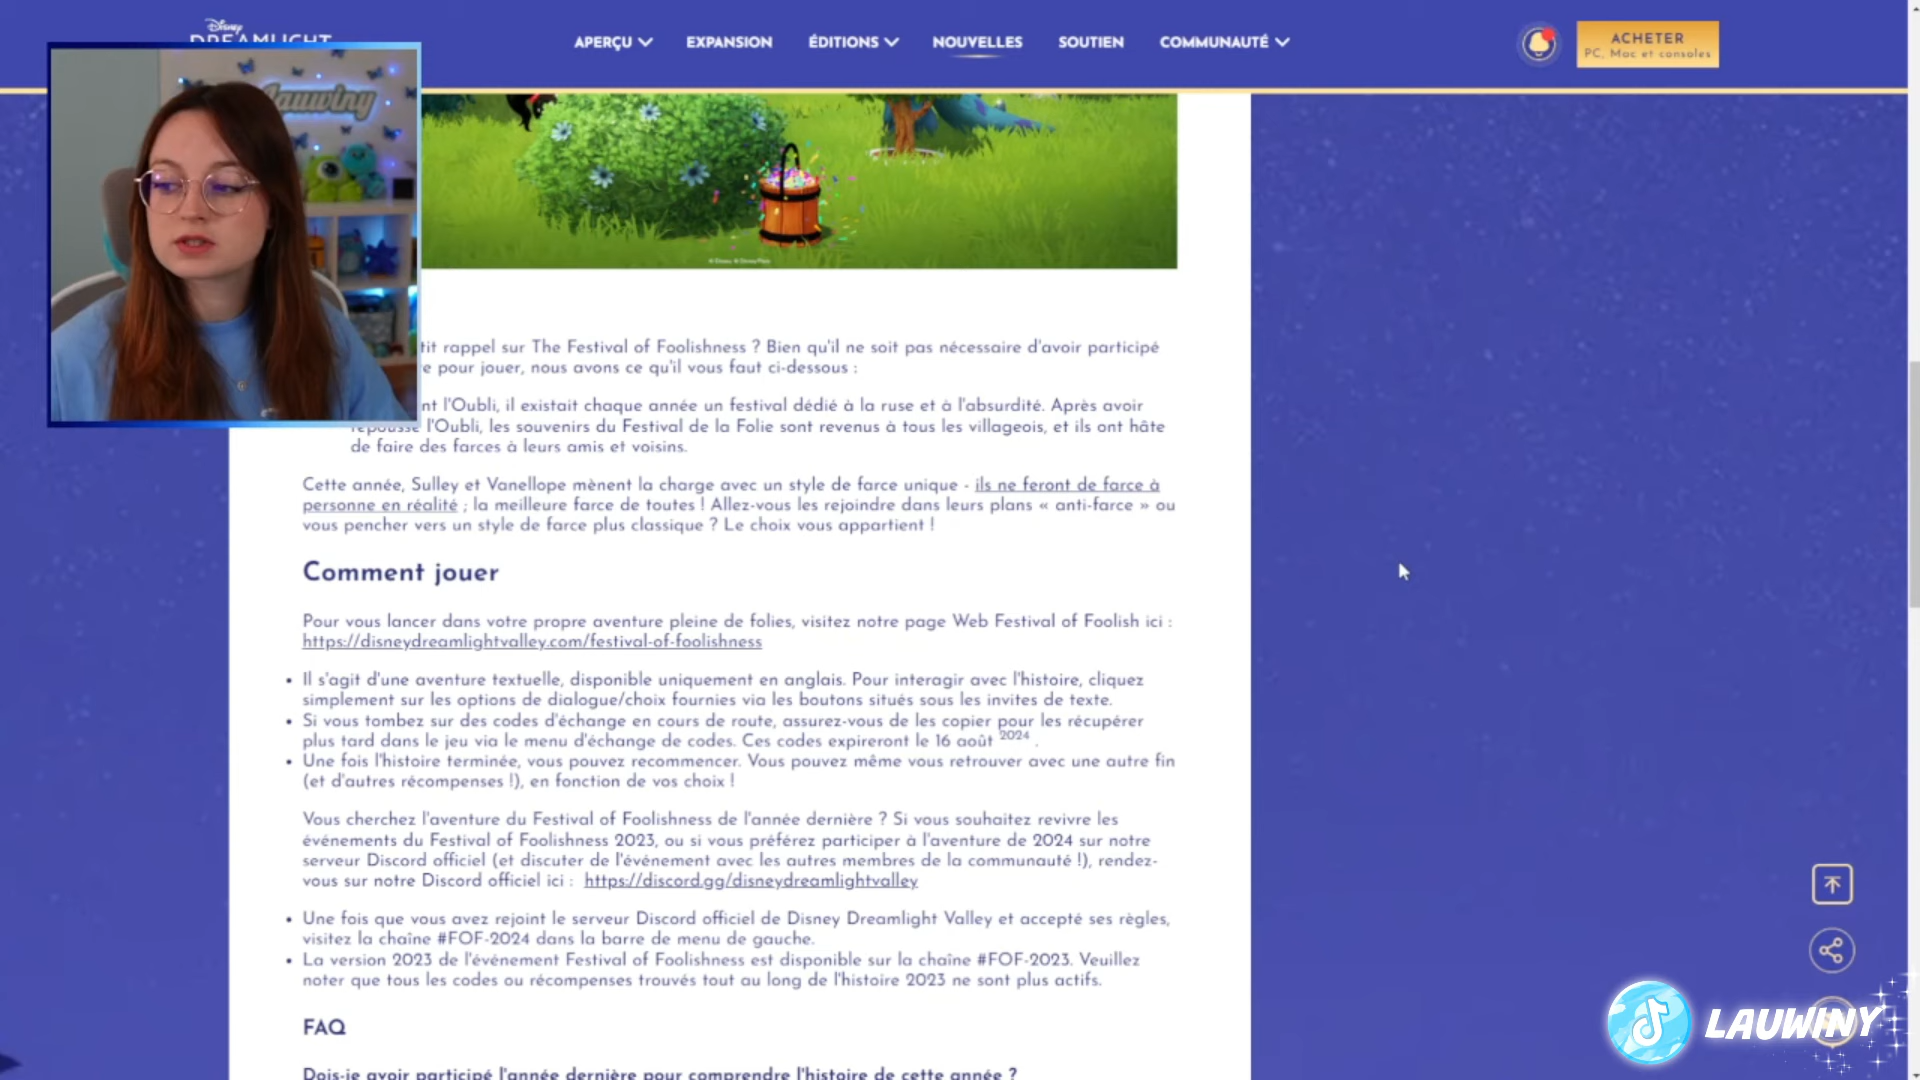 Disney
DREAMLIGHT
APERÇU
EXPANSION
ÉDITIONS
NOUVELLES
SOUTIEN
COMMUNAUTÉ
ACHETER
PC, Mac et consoles
Lauwiny
© Disney. © Disney/Pixar
tit rappel sur The Festival of Foolishness ? Bien qu'il ne soit pas nécessaire d'avoir participé
e pour jouer, nous avons ce qu'il vous faut ci-dessous :
nt l'Oubli, il existait chaque année un festival dédié à la ruse et à l'absurdité. Après avoir
repoussé l'Oubli, les souvenirs du Festival de la Folie sont revenus à tous les villageois, et ils ont hâte
de faire des farces à leurs amis et voisins.
Cette année, Sulley et Vanellope mènent la charge avec un style de farce unique - ils ne feront de farce à
personne en réalité ; la meilleure farce de toutes ! Allez-vous les rejoindre dans leurs plans « anti-farce » ou
vous pencher vers un style de farce plus classique ? Le choix vous appartient !
Comment jouer
Pour vous lancer dans votre propre aventure pleine de folies, visitez notre page Web Festival of Foolish ici :
https://disneydreamlightvalley.com/festival-of-foolishness
• Il s'agit d'une aventure textuelle, disponible uniquement en anglais. Pour interagir avec l'histoire, cliquez
simplement sur les options de dialogue/choix fournies via les boutons situés sous les invites de texte.
• Si vous tombez sur des codes d'échange en cours de route, assurez-vous de les copier pour les récupérer
plus tard dans le jeu via le menu d'échange de codes. Ces codes expireront le 16 août 2024 .
• Une fois l'histoire terminée, vous pouvez recommencer. Vous pouvez même vous retrouver avec une autre fin
(et d'autres récompenses !), en fonction de vos choix !
Vous cherchez l'aventure du Festival of Foolishness de l'année dernière ? Si vous souhaitez revivre les
événements du Festival of Foolishness 2023, ou si vous préférez participer à l'aventure de 2024 sur notre
serveur Discord officiel (et discuter de l'événement avec les autres membres de la communauté !), rendez-
vous sur notre Discord officiel ici : https://discord.gg/disneydreamlightvalley
• Une fois que vous avez rejoint le serveur Discord officiel de Disney Dreamlight Valley et accepté ses règles,
visitez la chaîne #FOF-2024 dans la barre de menu de gauche.
• La version 2023 de l'événement Festival of Foolishness est disponible sur la chaîne #FOF-2023. Veuillez
noter que tous les codes ou récompenses trouvés tout au long de l'histoire 2023 ne sont plus actifs.
FAQ
Dois-je avoir participé l'année dernière pour comprendre l'histoire de cette année ?
LAUWINY